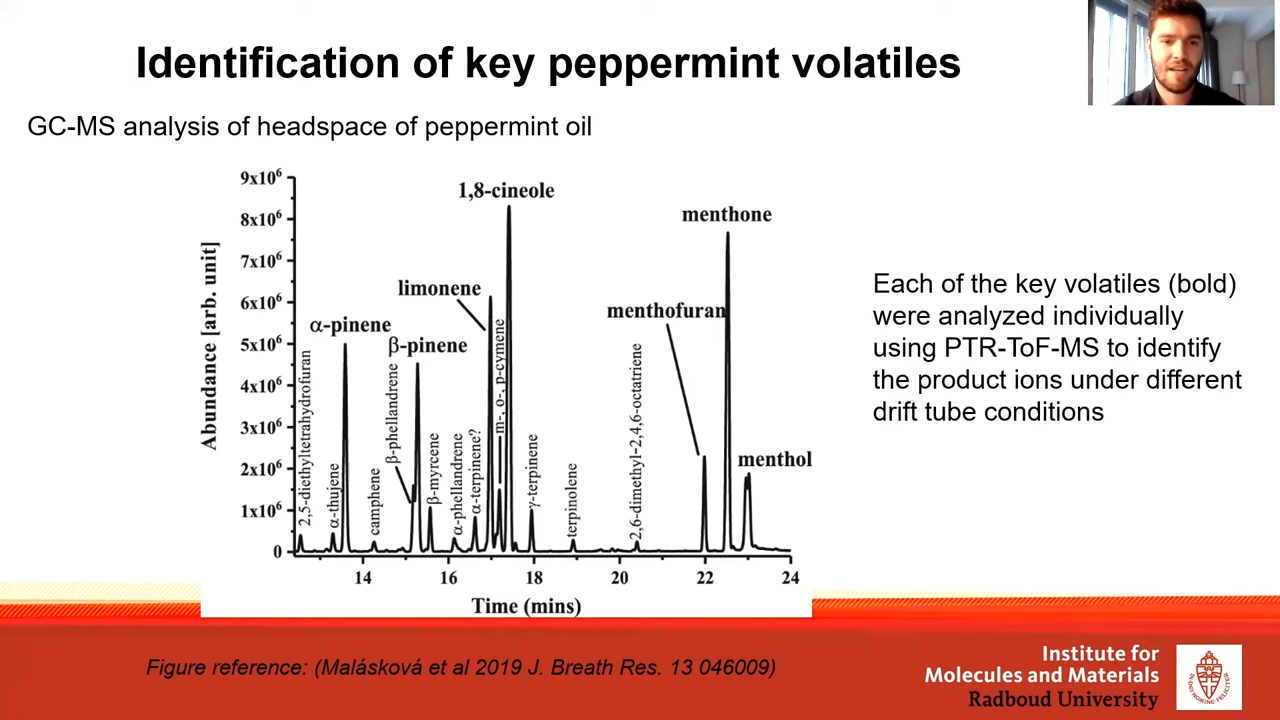 Identification of key peppermint volatiles
GC-MS analysis of headspace of peppermint oil
9x10⁶
8x10⁶
7x10⁶
6x10⁶
5x10⁶
4x10⁶
3x10⁶
2x10⁶
1x10⁶
0
Abundance [arb. unit]
2,5-diethyltetrahydrofuran
α-thujene
α-pinene
camphene
β-phellandrene
β-pinene
β-myrcene
α-phellandrene
α-terpinene?
limonene
m-, o-, p-cymene
1,8-cineole
γ-terpinene
terpinolene
2,6-dimethyl-2,4,6-octatriene
menthofuran
menthone
menthol
14
16
18
20
22
24
Time (mins)
Each of the key volatiles (bold)
were analyzed individually
using PTR-ToF-MS to identify
the product ions under different
drift tube conditions
Figure reference: (Malásková et al 2019 J. Breath Res. 13 046009)
Institute for
Molecules and Materials
Radboud University